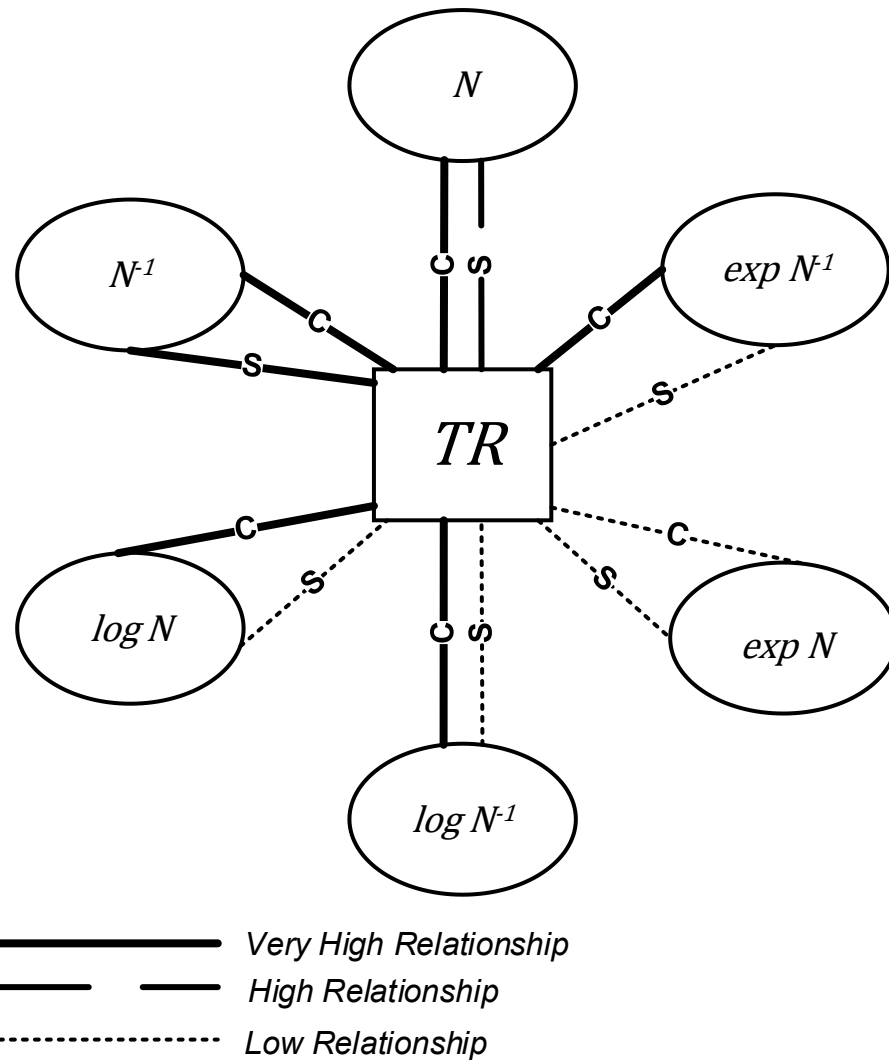 N
N⁻¹
exp N⁻¹
C
S
C
S
C
S
TR
C
S
C
S
C
S
log N
exp N
log N⁻¹
Very High Relationship
High Relationship
Low Relationship